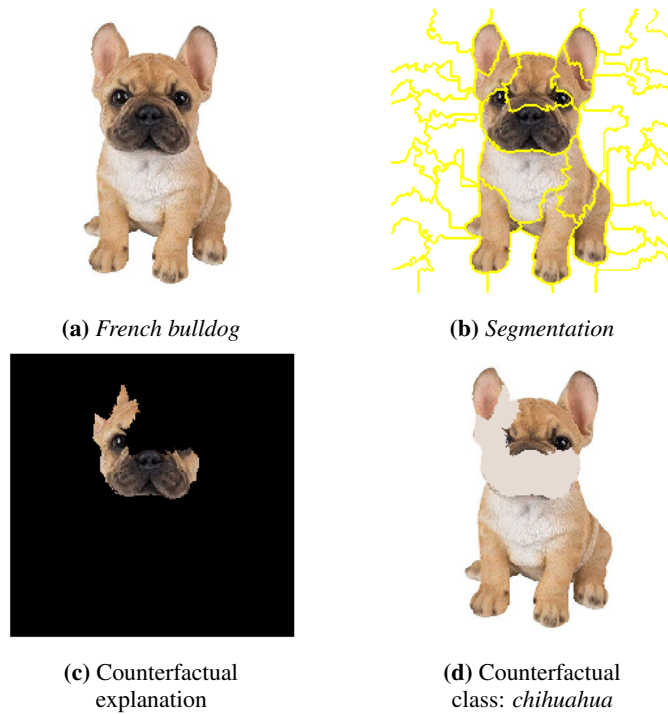 (a) French bulldog
(b) Segmentation
(c) Counterfactual
explanation
(d) Counterfactual
class: chihuahua